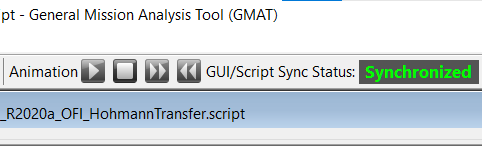 pt - General Mission Analysis Tool (GMAT)
Animation GUI/Script Sync Status: Synchronized
_R2020a_OFI_HohmannTransfer.script